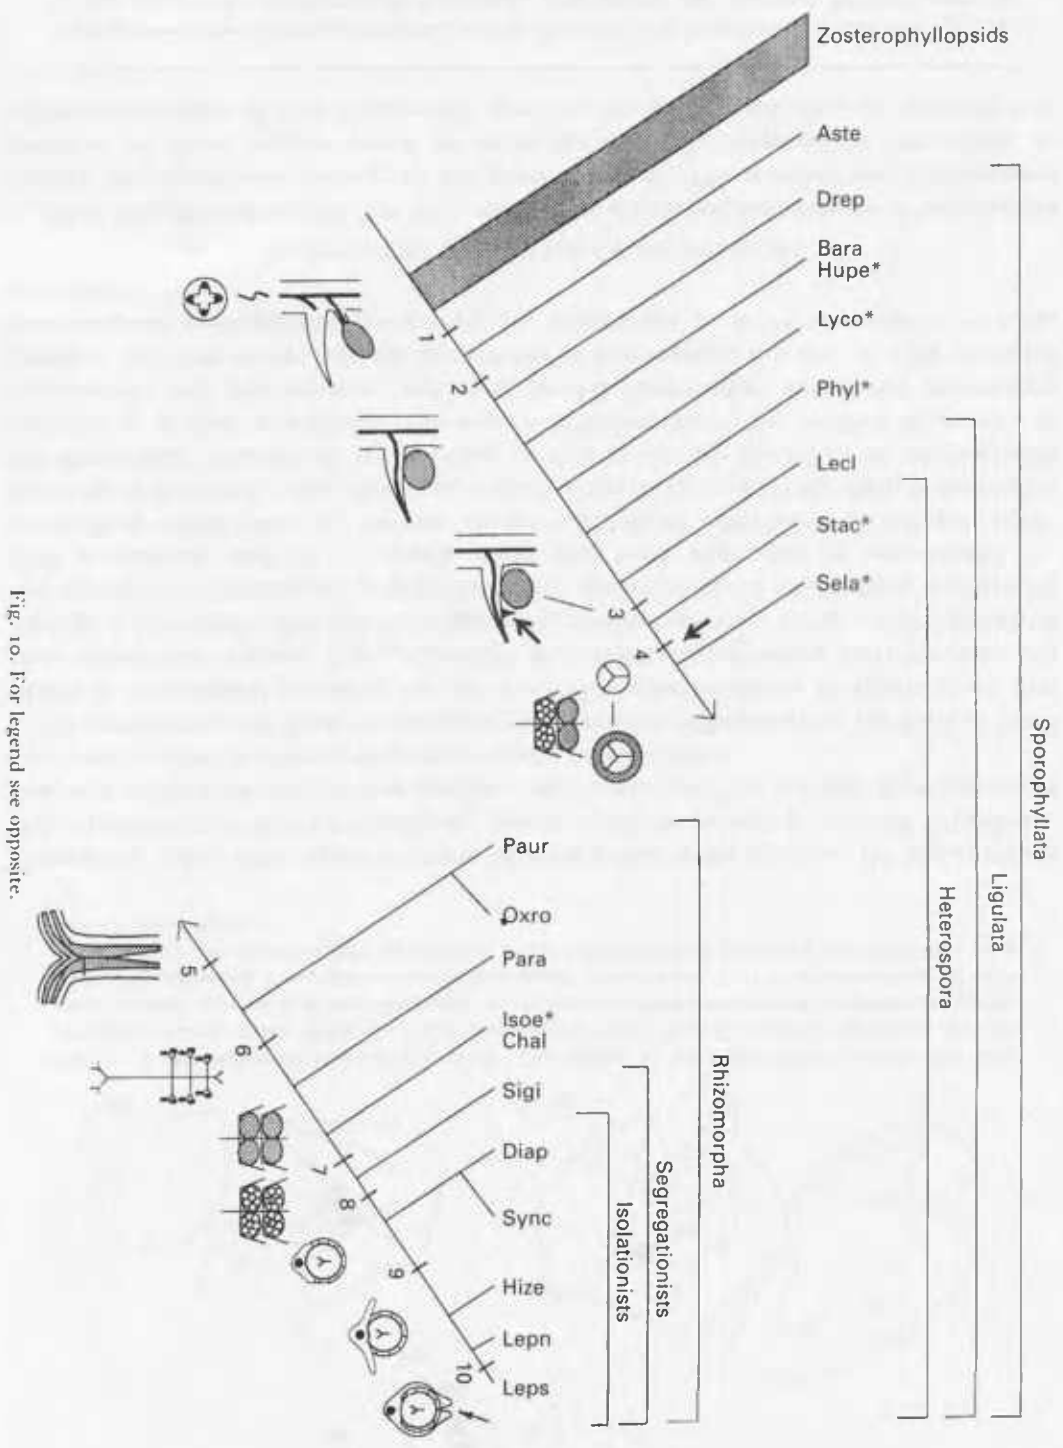 Zosterophyllopsids
Aste
Drep
Bara
Hupe*
Lyco*
Phyl*
Lecl
Stac*
Sela*
1
2
3
4
Sporophyllata
Ligulata
Heterospora
Paur
Oxro
Para
Isoe*
Chal
Sigi
Diap
Sync
Hize
Lepn
Leps
5
6
7
8
9
10
Rhizomorpha
Segregationists
Isolationists
Fig. 10. For legend see opposite.